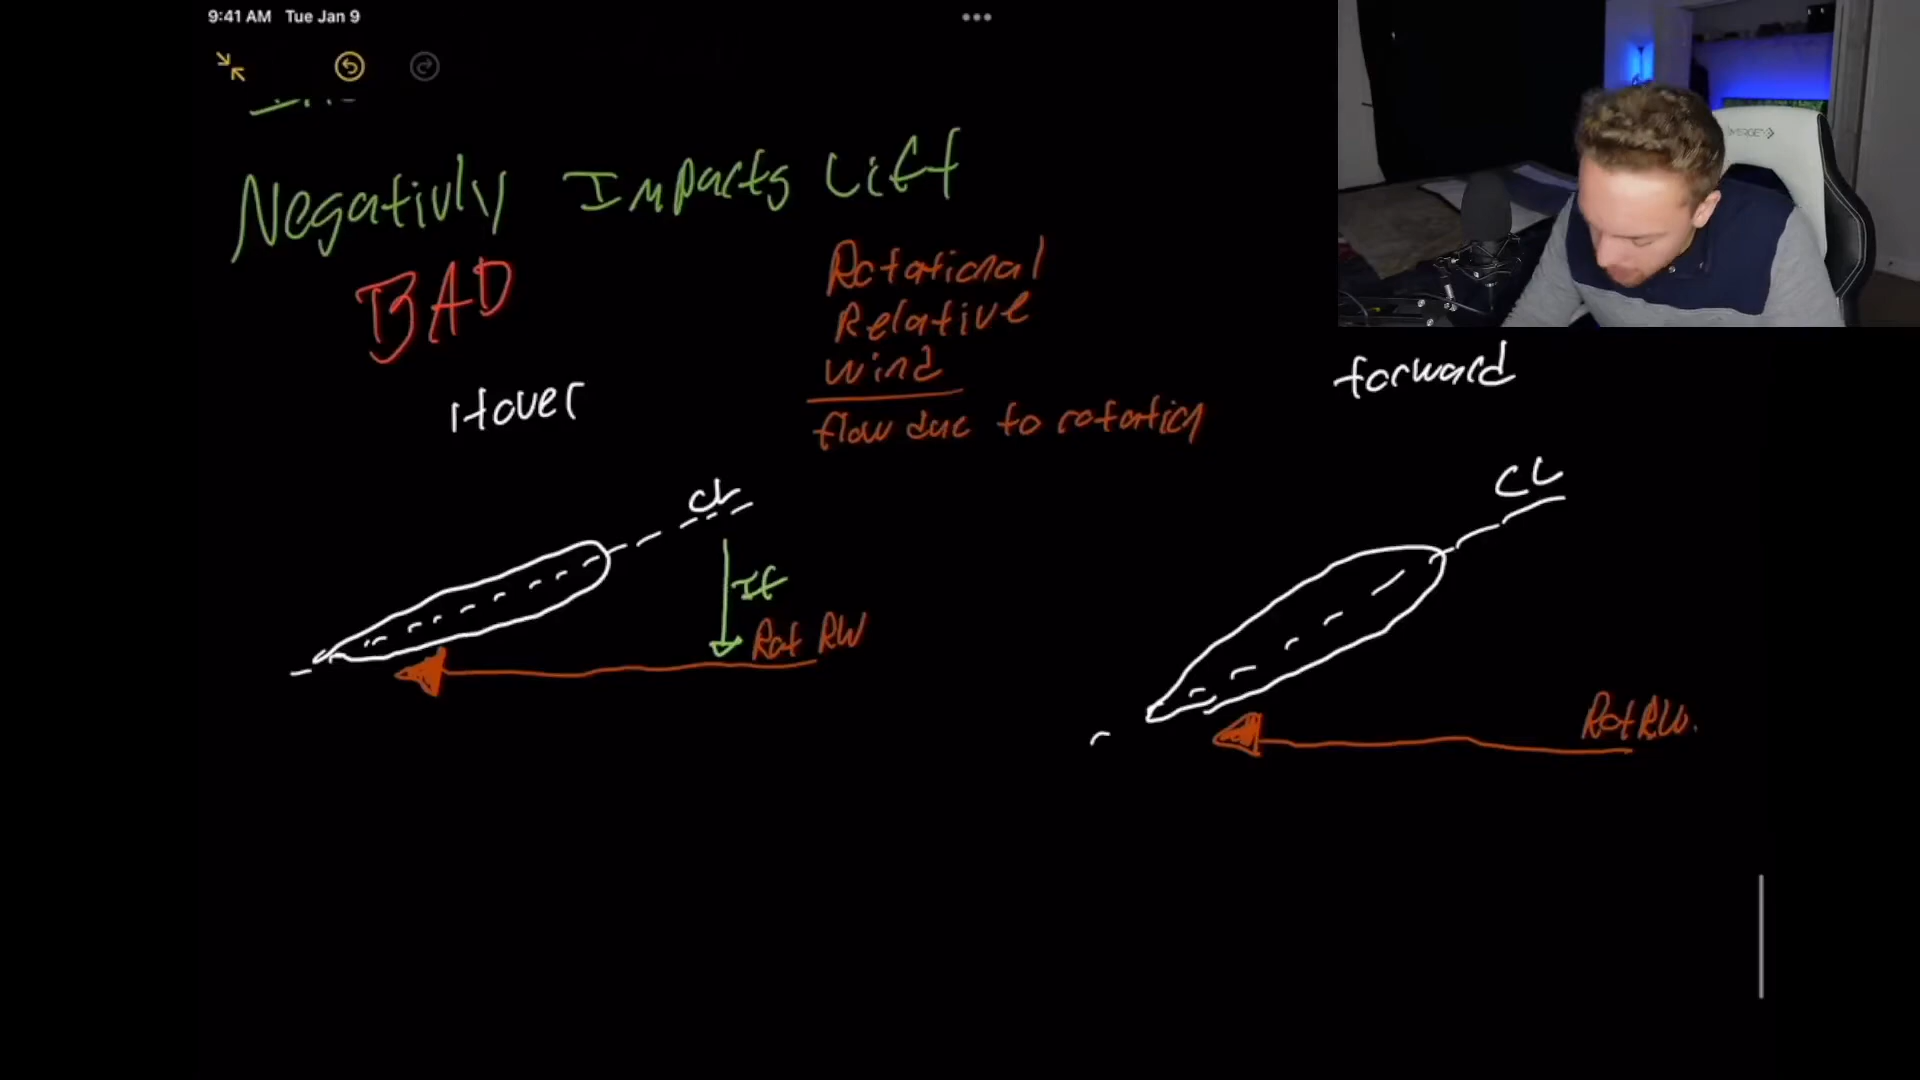 9:41 AM Tue Jan 9
Negativly Impacts Lift
BAD
Rotational
Relative
wind
flow due to rotation
Hover
forward
CL
IF
Rot RW
CL
Rot RW.